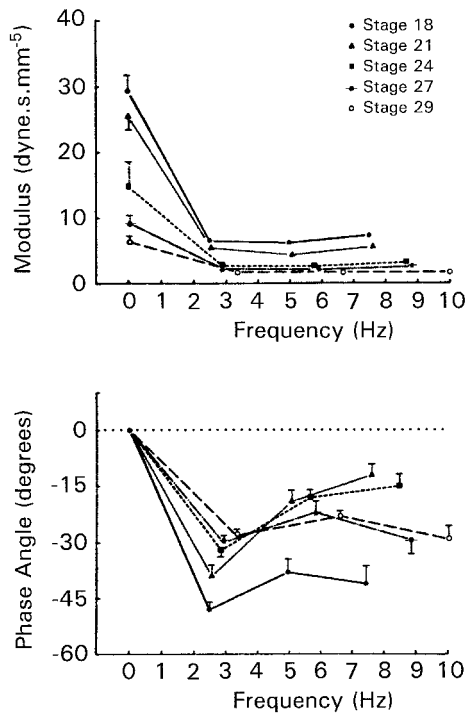 Modulus (dyne.s.mm⁻⁵)
40
30
20
10
0
Stage 18
Stage 21
Stage 24
Stage 27
Stage 29
0 1 2 3 4 5 6 7 8 9 10
Frequency (Hz)
Phase Angle (degrees)
0
-15
-30
-45
-60
0 1 2 3 4 5 6 7 8 9 10
Frequency (Hz)